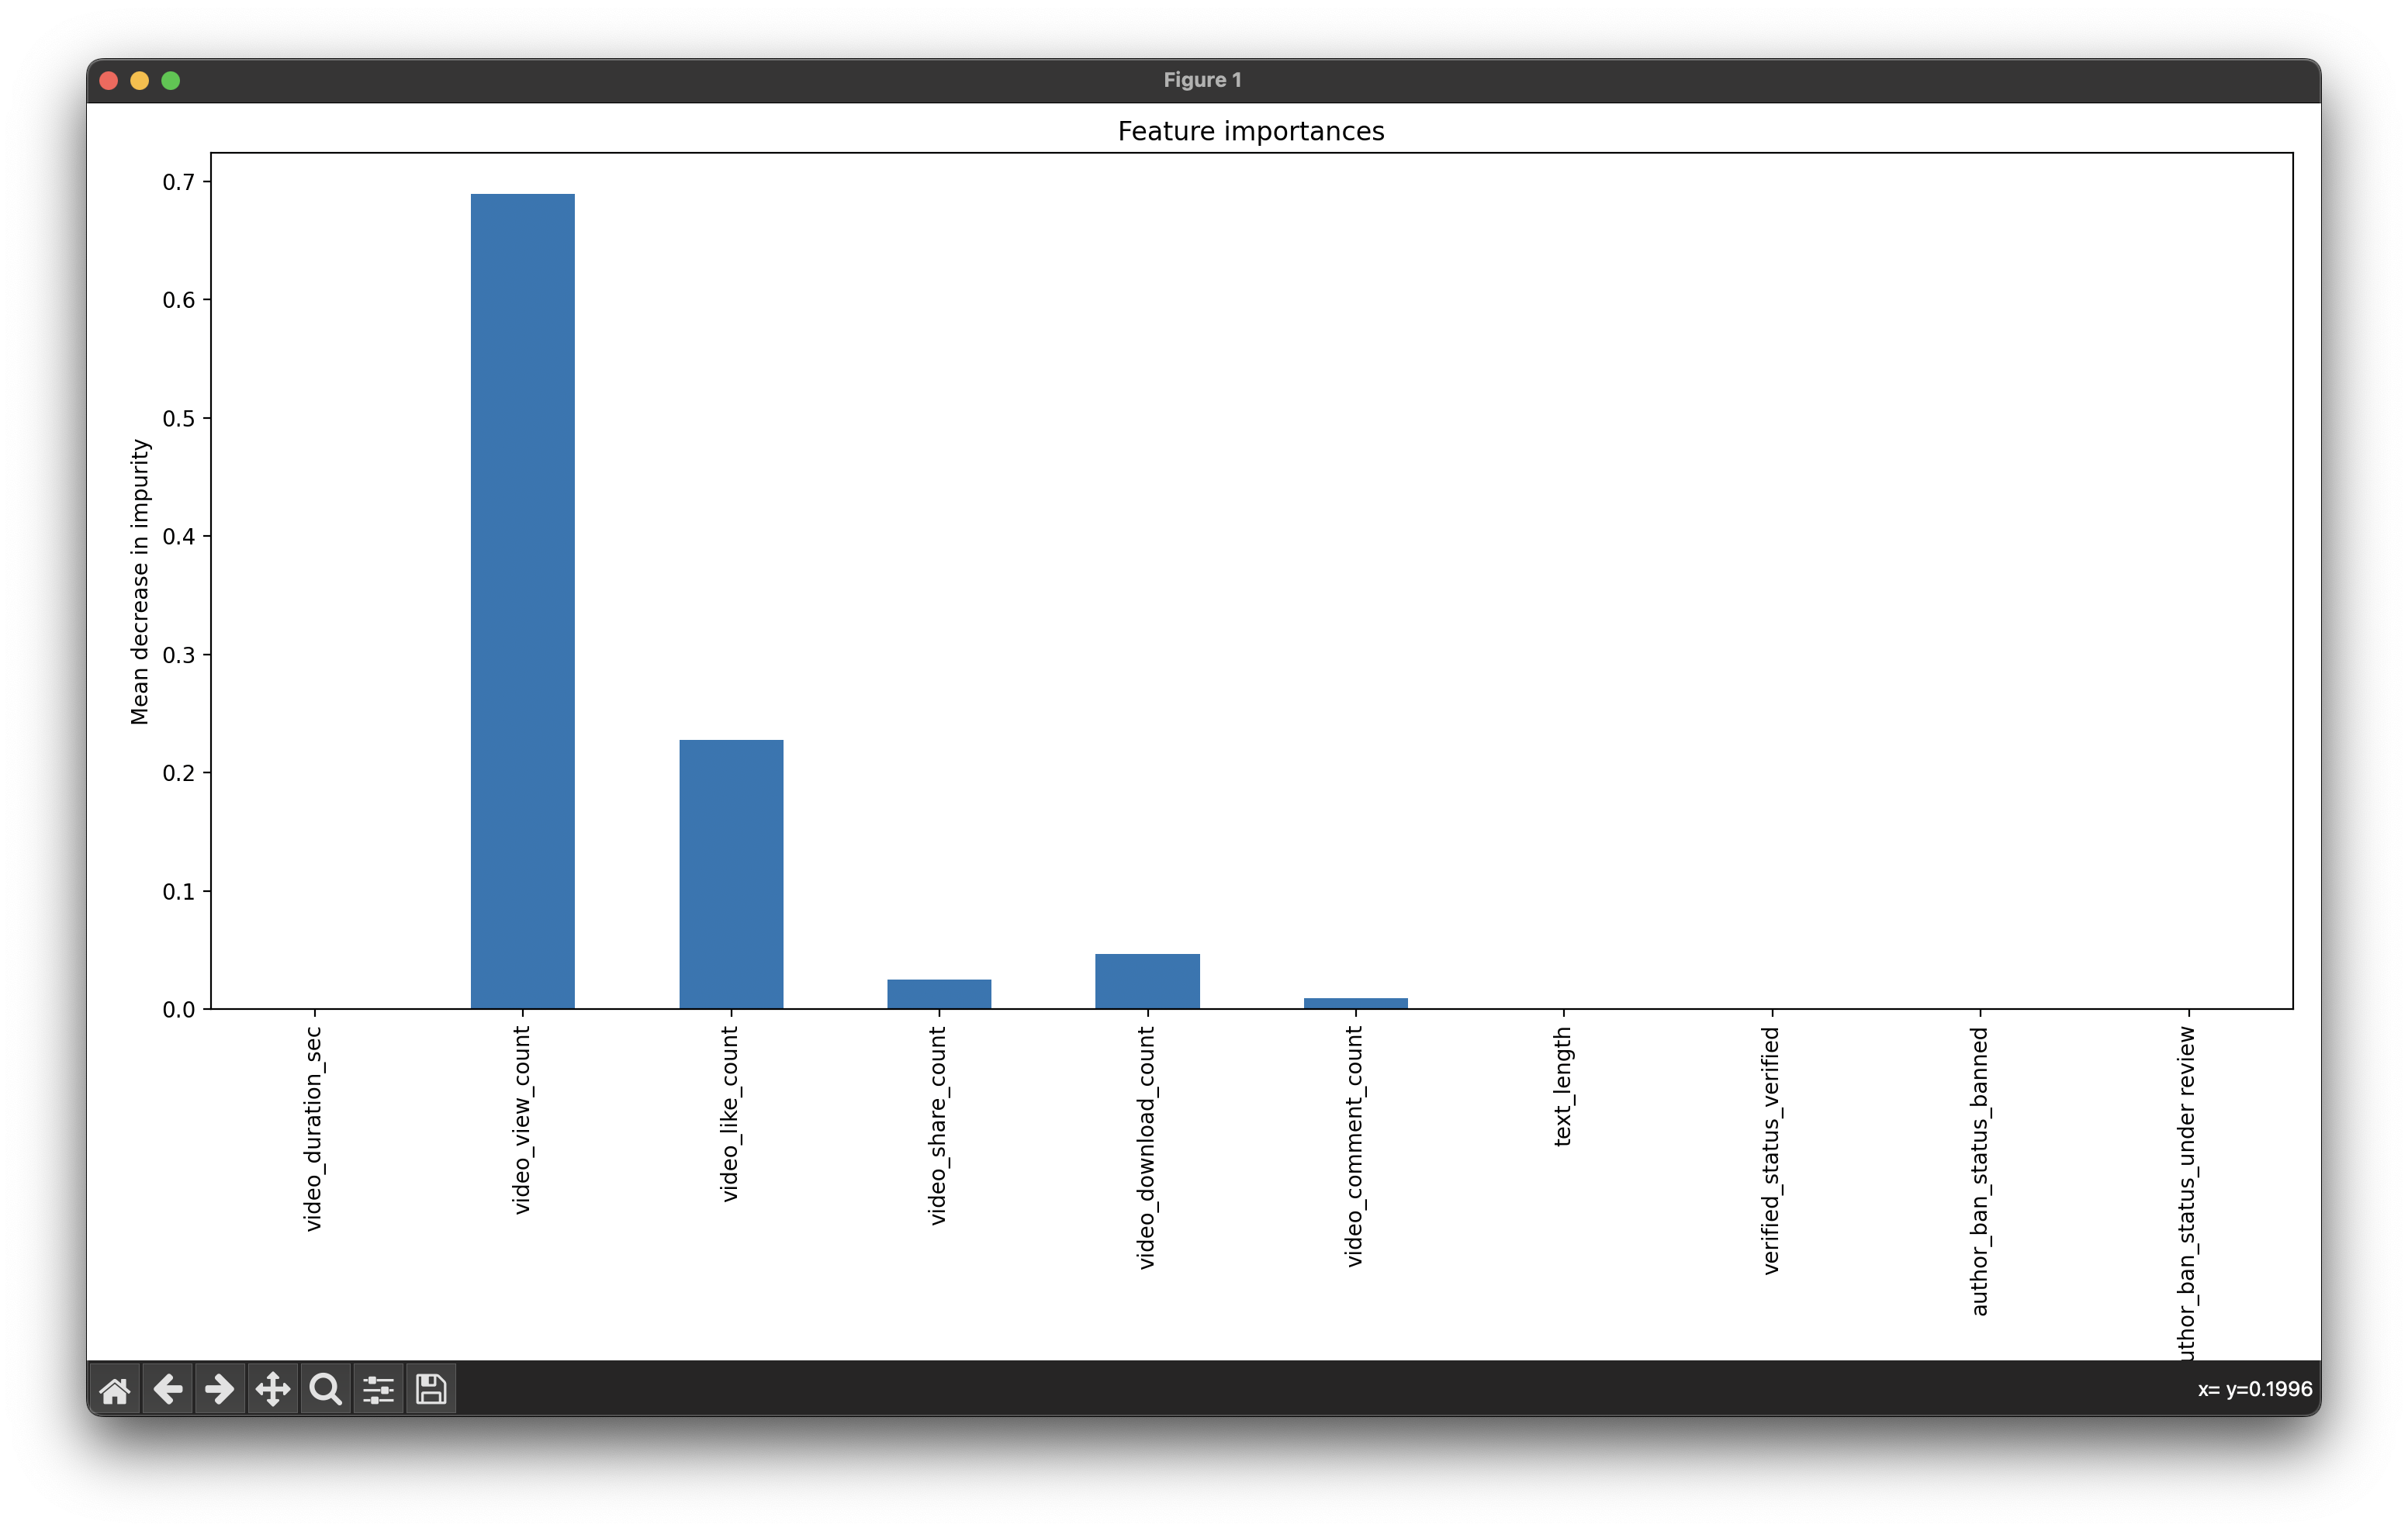 Figure 1
Feature importances
Mean decrease in impurity
0.7
0.6
0.5
0.4
0.3
0.2
0.1
0.0
video_duration_sec
video_view_count
video_like_count
video_share_count
video_download_count
video_comment_count
text_length
verified_status_verified
author_ban_status_banned
uthor_ban_status_under review
x= y=0.1996